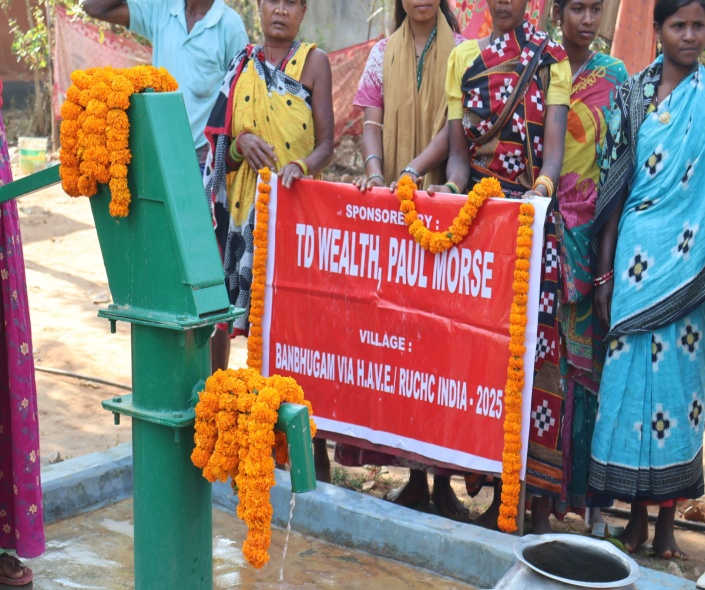 SPONSORED BY :
TD WEALTH, PAUL MORSE
VILLAGE :
BANBHUGAM VIA H.A.V.E./ RUCHC INDIA - 2025